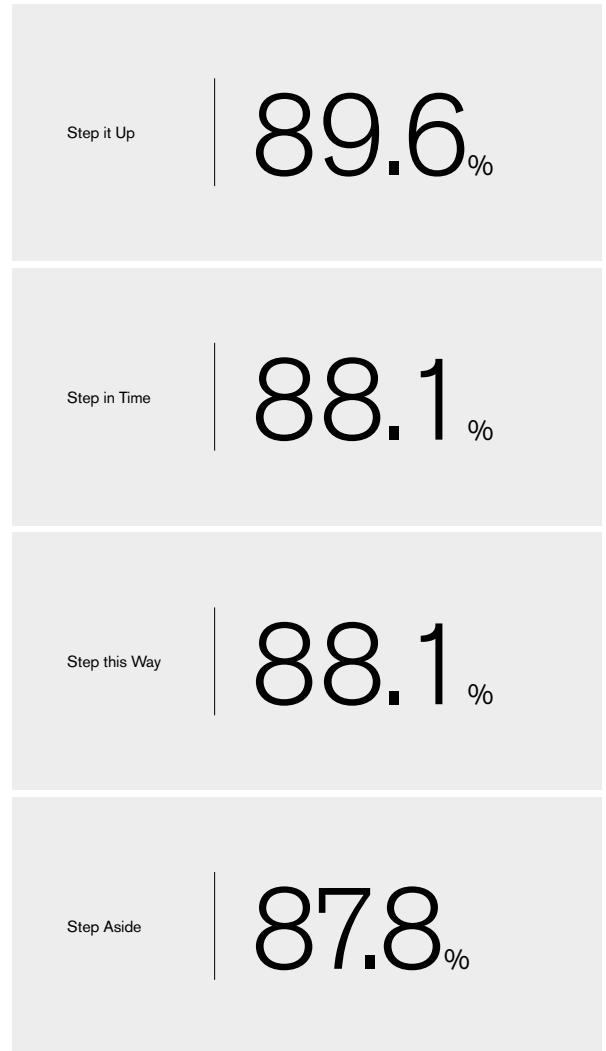 Step it Up
89.6%
Step in Time
88.1%
Step this Way
88.1%
Step Aside
87.8%